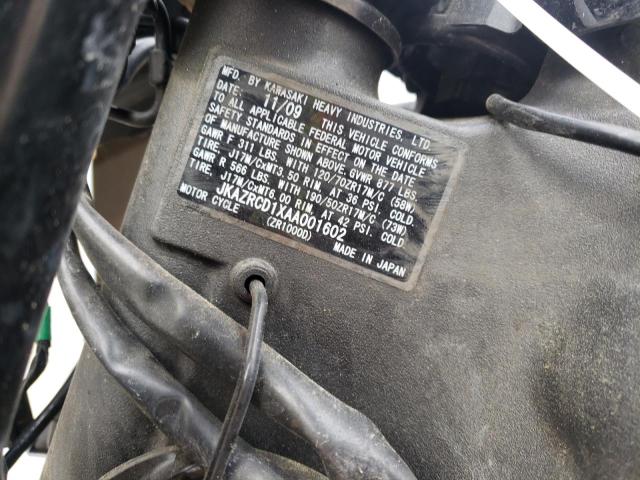 MFD. BY KAWASAKI HEAVY INDUSTRIES, LTD.
DATE: 11/09 THIS VEHICLE CONFORMS
TO ALL APPLICABLE FEDERAL MOTOR VEHICLE
SAFETY STANDARDS IN EFFECT ON THE DATE
OF MANUFACTURE SHOWN ABOVE. GVWR 877 LBS.
GAWR F 311 LBS. WITH 120/70ZR17M/C (58W)
TIRE, J17M/CxMT3.50 RIM, AT 36 PSI. COLD
GAWR R 566 LBS. WITH 190/50ZR17M/C (73W)
TIRE, J17M/CxMT6.00 RIM, AT 42 PSI. COLD
JKAZRCD1XAA001602
MOTOR CYCLE (ZR1000D) MADE IN JAPAN